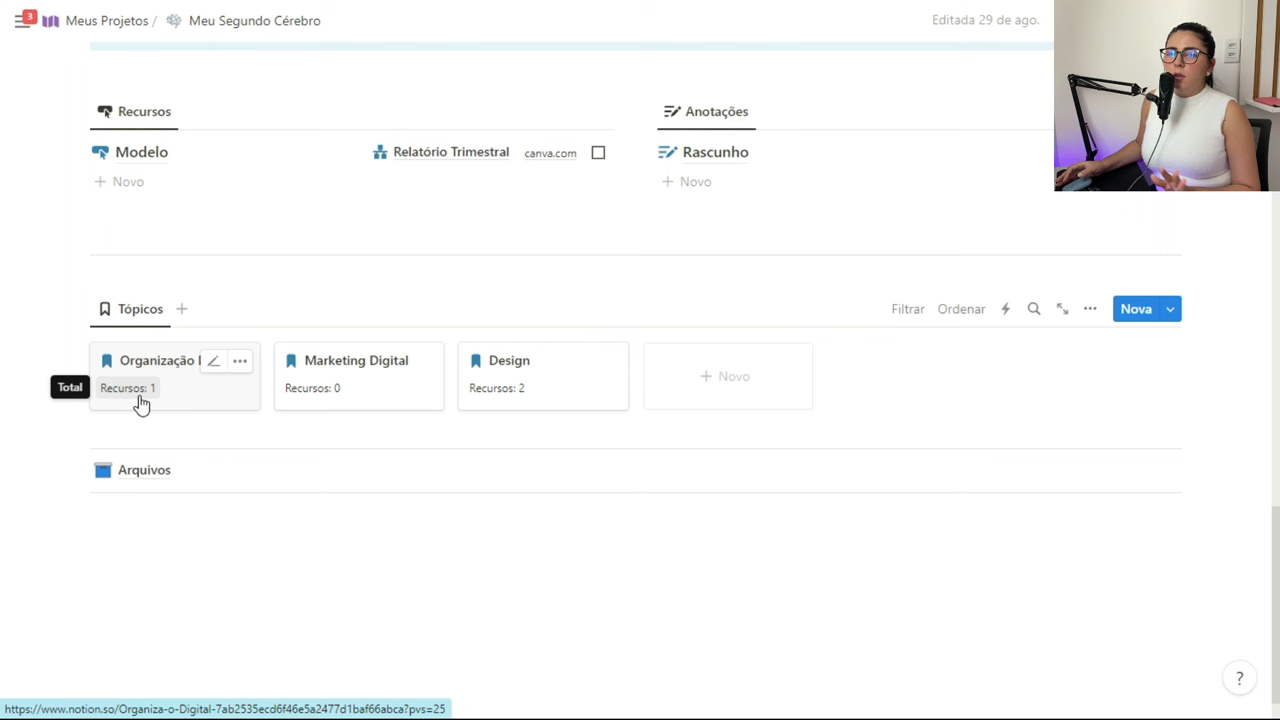 3 Meus Projetos / Meu Segundo Cérebro Editada 29 de ago.
Recursos Anotações
Modelo Relatório Trimestral canva.com Rascunho
+ Novo + Novo
Tópicos + Filtrar Ordenar Nova
Organização Marketing Digital Design
+ Novo
Total Recursos: 1 Recursos: 0 Recursos: 2
Arquivos
?
https://www.notion.so/Organiza-o-Digital-7ab2535ecd6f46e5a2477d1baf66abca?pvs=25